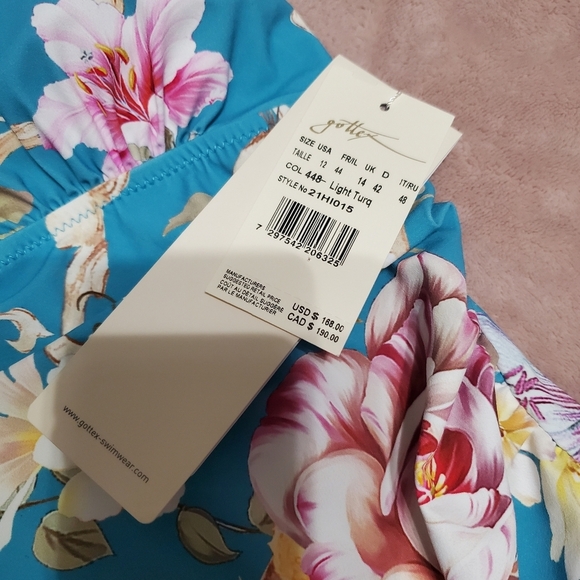 gottex
SIZE USA FR/IL UK D IT/RU
TAILLE 12 44 14 42 48
COL 448- Light Turq
STYLE No 21HI015
7 297542 206325
MANUFACTURERS
SUGGESTED RETAIL PRICE
COÛT AU DÉTAIL SUGGÉRÉ
PAR LE MANUFACTURIER
USD $ 168.00
CAD $ 190.00
www.gottex-swimwear.com